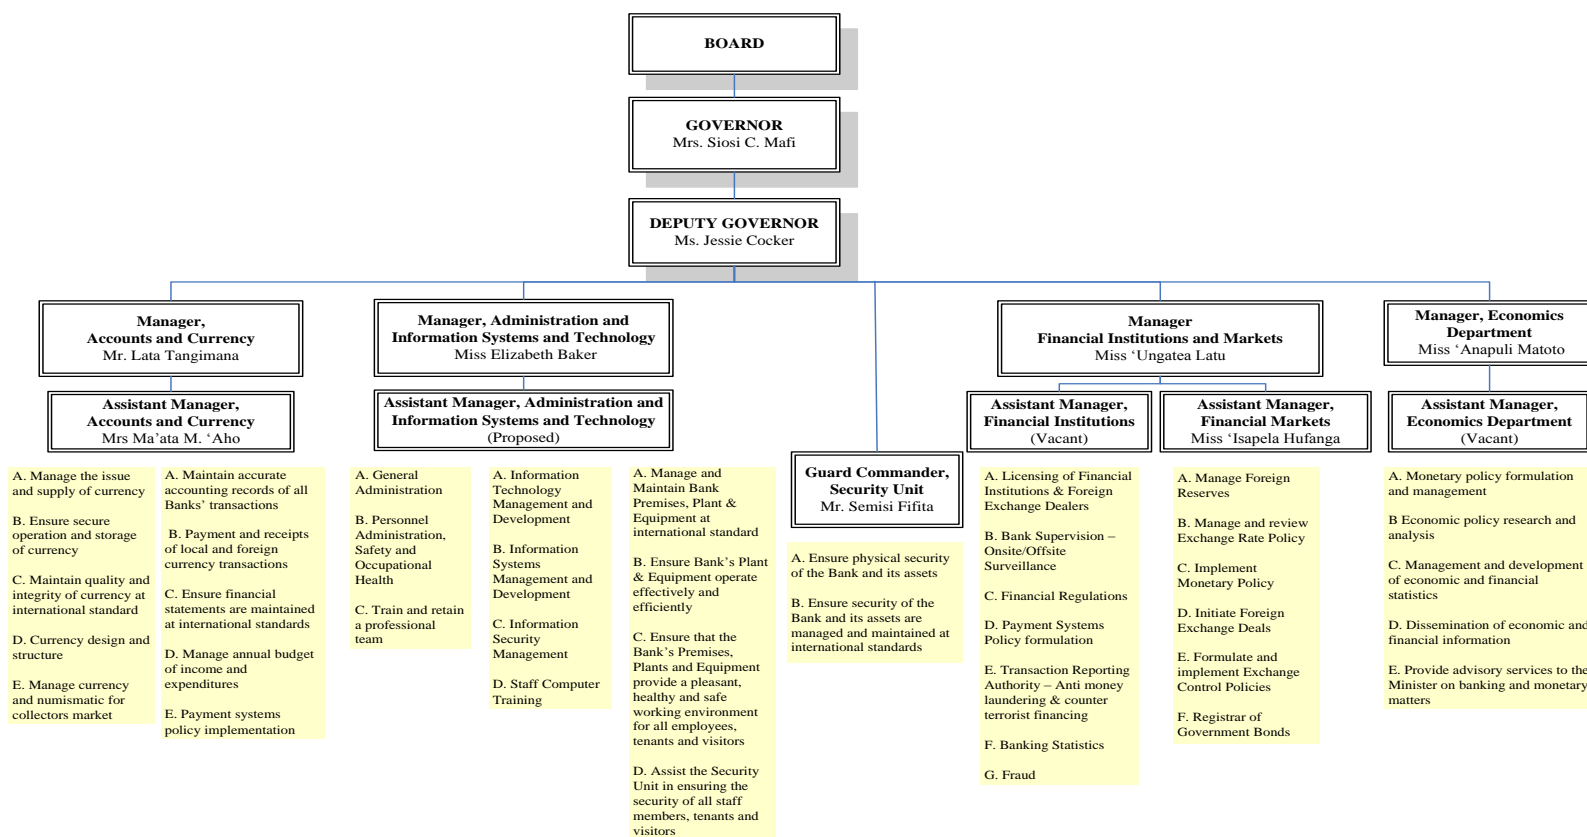 BOARD
GOVERNOR
Mrs. Siosi C. Mafi
DEPUTY GOVERNOR
Ms. Jessie Cocker
Manager,
Accounts and Currency
Mr. Lata Tangimana
Manager, Administration and
Information Systems and Technology
Miss Elizabeth Baker
Manager
Financial Institutions and Markets
Miss ‘Ungatea Latu
Manager, Economics
Department
Miss ‘Anapuli Matoto
Assistant Manager,
Accounts and Currency
Mrs Ma’ata M. ‘Aho
Assistant Manager, Administration and
Information Systems and Technology
(Proposed)
Guard Commander,
Security Unit
Mr. Semisi Fifita
Assistant Manager,
Financial Institutions
(Vacant)
Assistant Manager,
Financial Markets
Miss ‘Isapela Hufanga
Assistant Manager,
Economics Department
(Vacant)
A. Manage the issue
and supply of currency
B. Ensure secure
operation and storage
of currency
C. Maintain quality and
integrity of currency at
international standard
D. Currency design and
structure
E. Manage currency
and numismatic for
collectors market
A. Maintain accurate
accounting records of all
Banks’ transactions
B. Payment and receipts
of local and foreign
currency transactions
C. Ensure financial
statements are maintained
at international standards
D. Manage annual budget
of income and
expenditures
E. Payment systems
policy implementation
A. General
Administration
B. Personnel
Administration,
Safety and
Occupational
Health
C. Train and retain
a professional
team
A. Information
Technology
Management and
Development
B. Information
Systems
Management and
Development
C. Information
Security
Management
D. Staff Computer
Training
A. Manage and
Maintain Bank
Premises, Plant &
Equipment at
international standard
B. Ensure Bank’s Plant
& Equipment operate
effectively and
efficiently
C. Ensure that the
Bank’s Premises,
Plants and Equipment
provide a pleasant,
healthy and safe
working environment
for all employees,
tenants and visitors
D. Assist the Security
Unit in ensuring the
security of all staff
members, tenants and
visitors
A. Ensure physical security
of the Bank and its assets
B. Ensure security of the
Bank and its assets are
managed and maintained at
international standards
A. Licensing of Financial
Institutions & Foreign
Exchange Dealers
B. Bank Supervision –
Onsite/Offsite
Surveillance
C. Financial Regulations
D. Payment Systems
Policy formulation
E. Transaction Reporting
Authority – Anti money
laundering & counter
terrorist financing
F. Banking Statistics
G. Fraud
A. Manage Foreign
Reserves
B. Manage and review
Exchange Rate Policy
C. Implement
Monetary Policy
D. Initiate Foreign
Exchange Deals
E. Formulate and
implement Exchange
Control Policies
F. Registrar of
Government Bonds
A. Monetary policy formulation
and management
B Economic policy research and
analysis
C. Management and development
of economic and financial
statistics
D. Dissemination of economic and
financial information
E. Provide advisory services to the
Minister on banking and monetary
matters